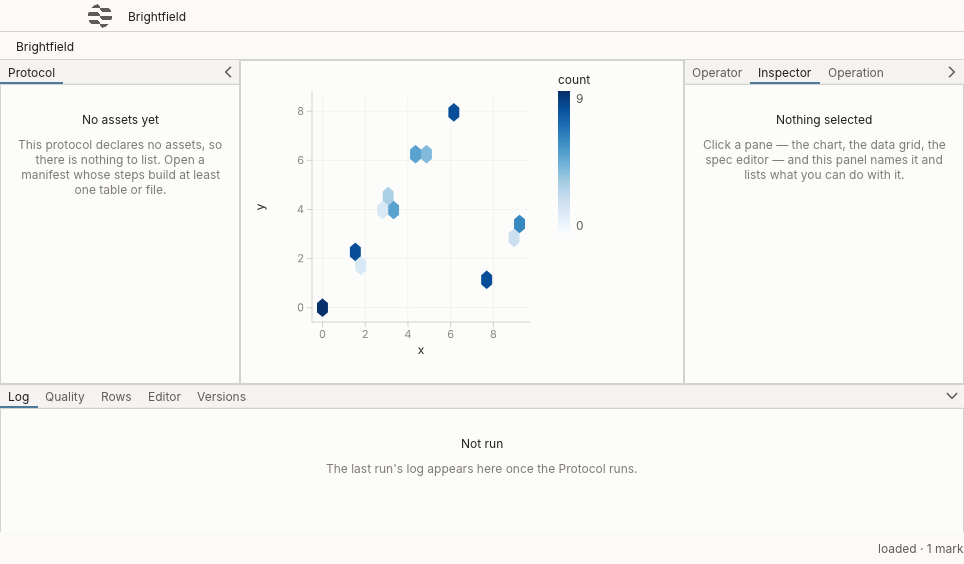 Brightfield
Brightfield
Protocol
Operator Inspector Operation
No assets yet
This protocol declares no assets, so
there is nothing to list. Open a
manifest whose steps build at least
one table or file.
count
9
0
8
6
4
2
0
y
0 2 4 6 8
x
Nothing selected
Click a pane — the chart, the data grid, the
spec editor — and this panel names it and
lists what you can do with it.
Log Quality Rows Editor Versions
Not run
The last run's log appears here once the Protocol runs.
loaded · 1 mark